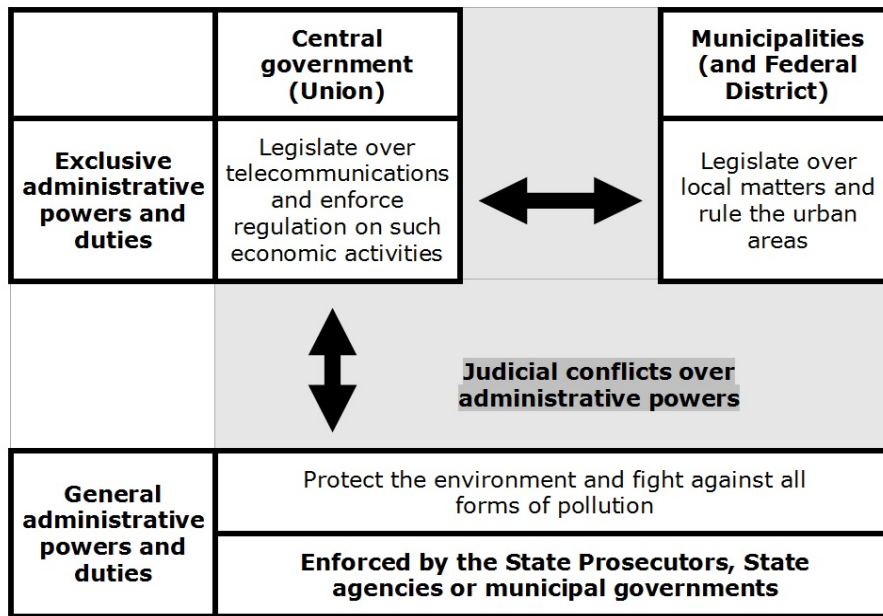 Central
government
(Union)
Municipalities
(and Federal
District)
Exclusive
administrative
powers and
duties
Legislate over
telecommunications
and enforce
regulation on such
economic activities
Legislate over
local matters and
rule the urban
areas
Judicial conflicts over
administrative powers
General
administrative
powers and
duties
Protect the environment and fight against all
forms of pollution
Enforced by the State Prosecutors, State
agencies or municipal governments